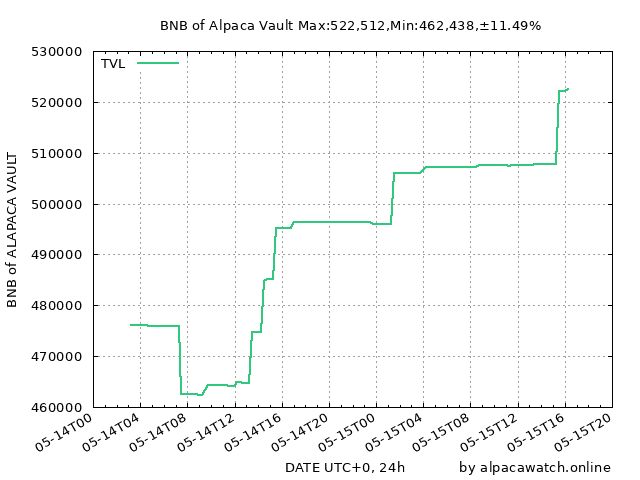 BNB of Alpaca Vault Max:522,512,Min:462,438,±11.49%
TVL
530000
520000
510000
500000
490000
480000
470000
460000
BNB of ALAPACA VAULT
05-14T00
05-14T04
05-14T08
05-14T12
05-14T16
05-14T20
05-15T00
05-15T04
05-15T08
05-15T12
05-15T16
05-15T20
DATE UTC+0, 24h
by alpacawatch.online